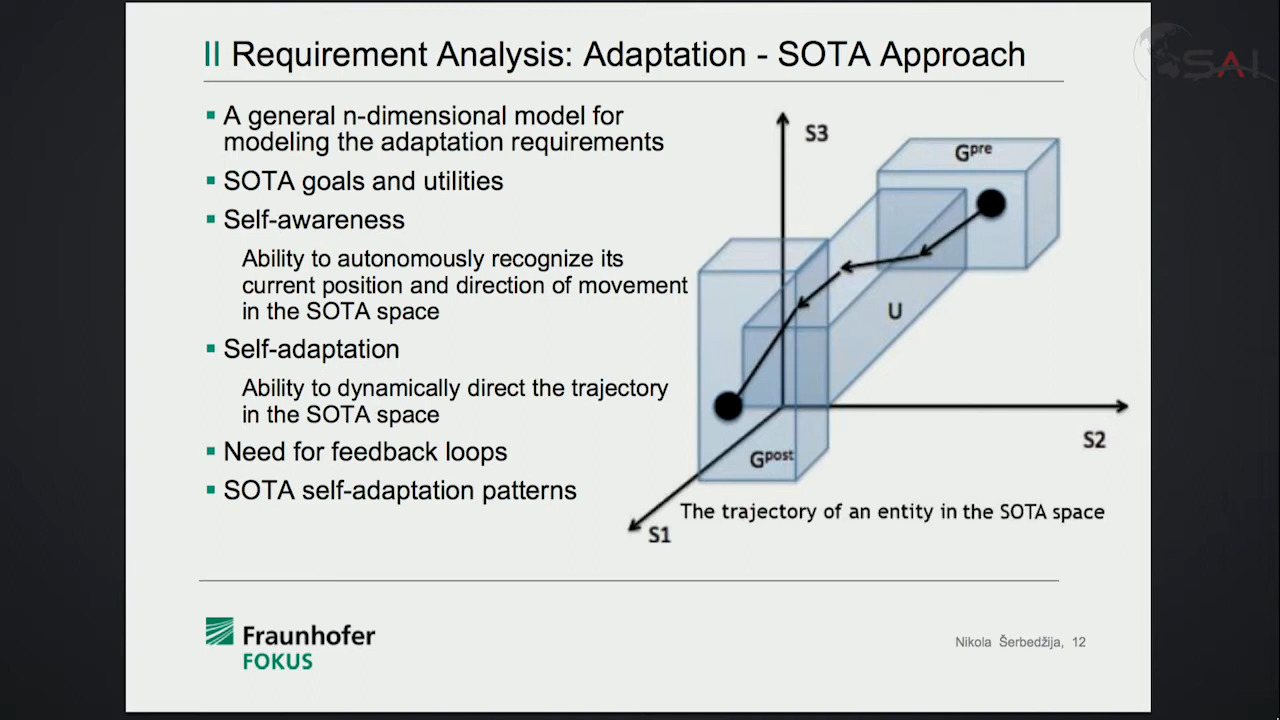 II Requirement Analysis: Adaptation - SOTA Approach
SAI
▪ A general n-dimensional model for
modeling the adaptation requirements
▪ SOTA goals and utilities
▪ Self-awareness
Ability to autonomously recognize its
current position and direction of movement
in the SOTA space
▪ Self-adaptation
Ability to dynamically direct the trajectory
in the SOTA space
▪ Need for feedback loops
▪ SOTA self-adaptation patterns
S3
Gpre
U
S2
Gpost
S1
The trajectory of an entity in the SOTA space
Fraunhofer
FOKUS
Nikola Šerbedžija, 12